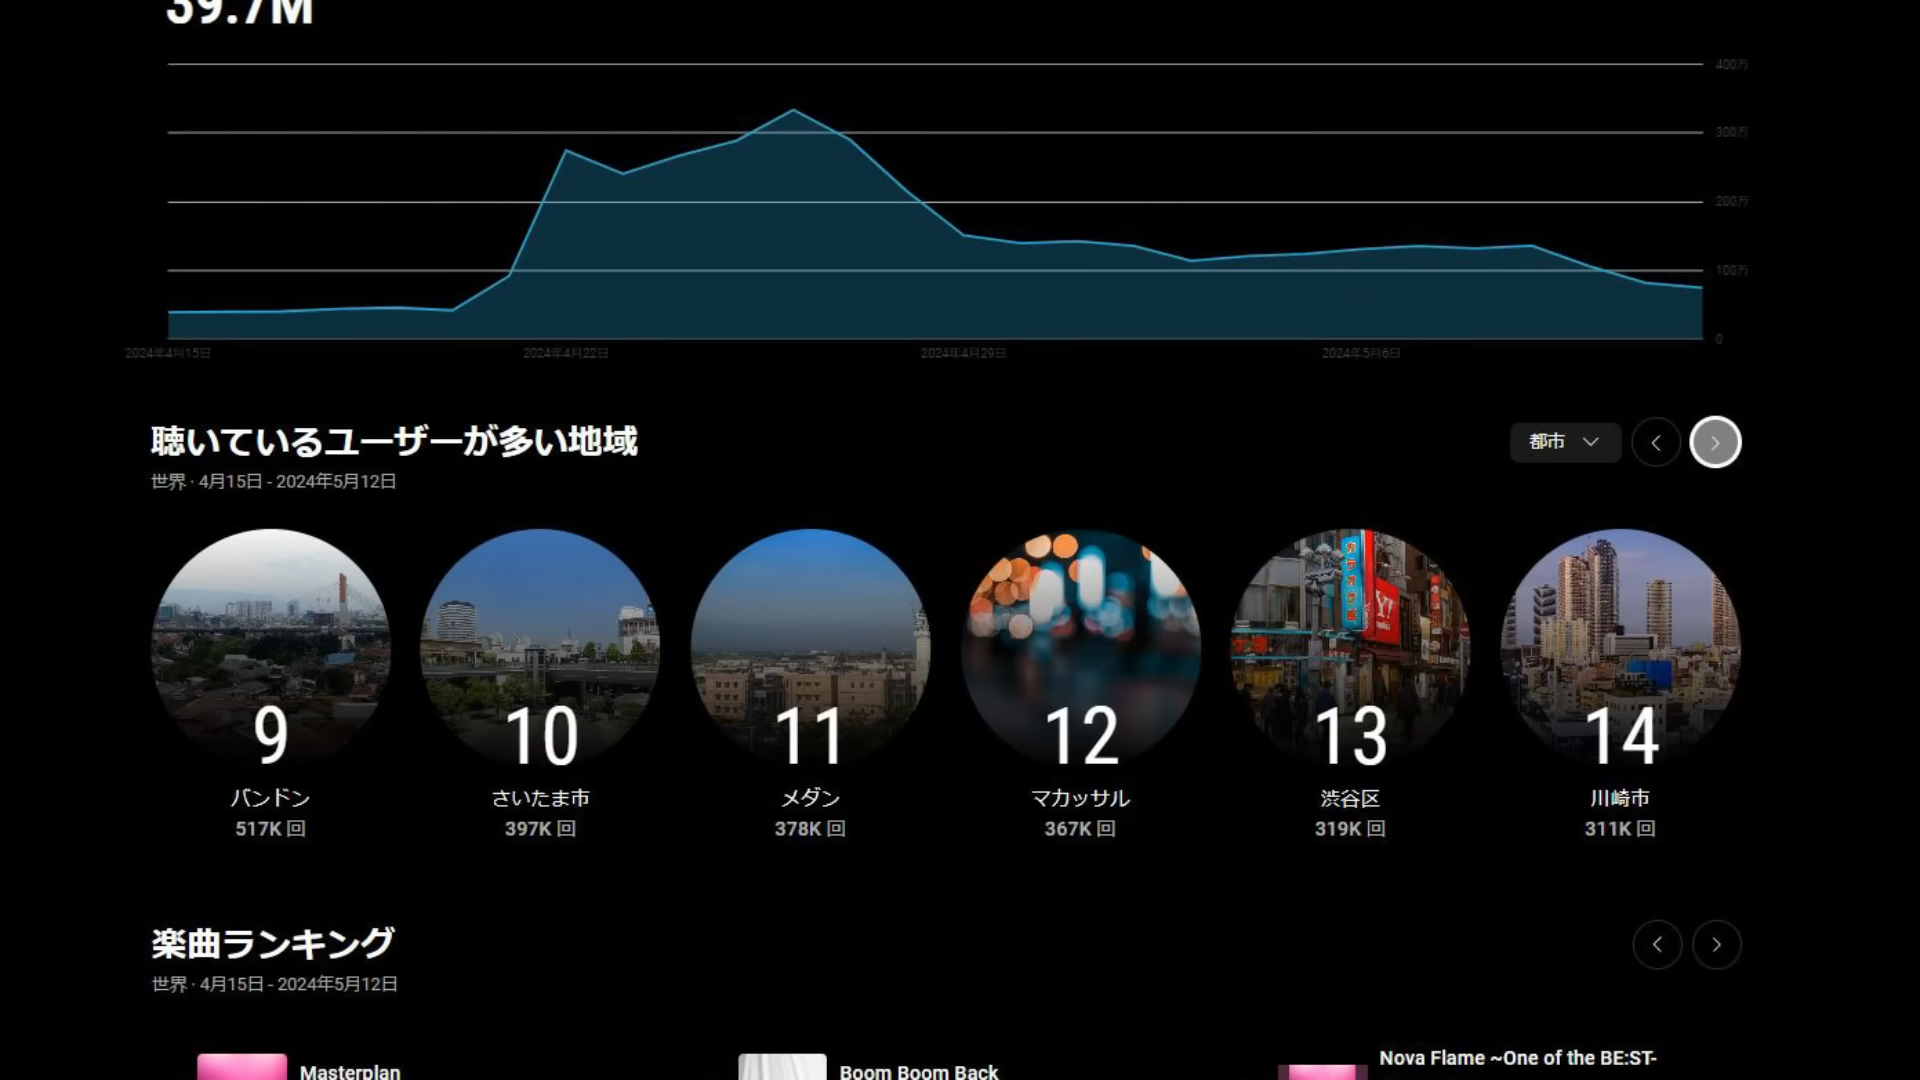 39.7M
400万
300万
200万
100万
0
2024年4月15日
2024年4月22日
2024年4月29日
2024年5月6日
聴いているユーザーが多い地域
都市
世界 · 4月15日 - 2024年5月12日
9
10
11
12
13
14
バンドン
さいたま市
メダン
マカッサル
渋谷区
川崎市
517K 回
397K 回
378K 回
367K 回
319K 回
311K 回
楽曲ランキング
世界 · 4月15日 - 2024年5月12日
Masterplan
Boom Boom Back
Nova Flame ~One of the BE:ST-